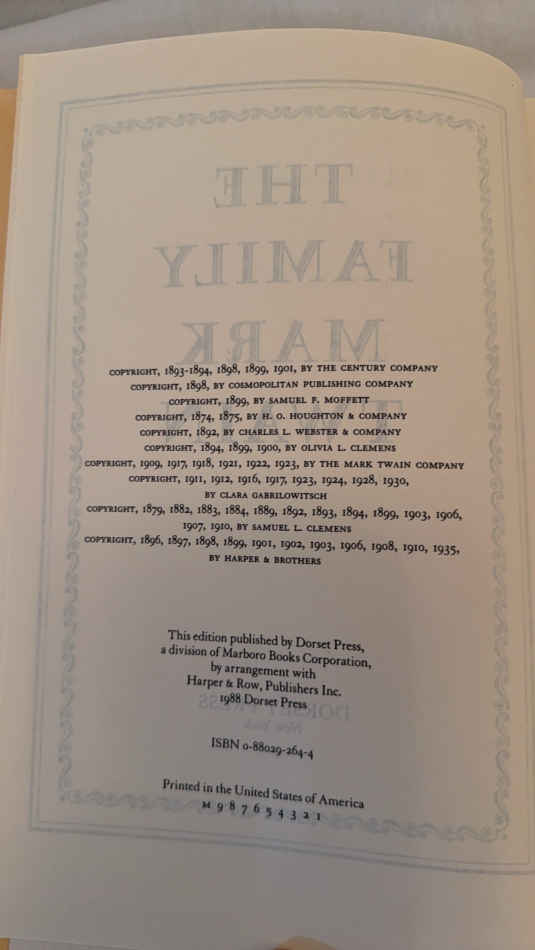 THE
FAMILY
MARK
COPYRIGHT, 1893-1894, 1898, 1899, 1901, BY THE CENTURY COMPANY
COPYRIGHT, 1898, BY COSMOPOLITAN PUBLISHING COMPANY
COPYRIGHT, 1899, BY SAMUEL F. MOFFETT
COPYRIGHT, 1874, 1875, BY H. O. HOUGHTON & COMPANY
COPYRIGHT, 1892, BY CHARLES L. WEBSTER & COMPANY
COPYRIGHT, 1894, 1899, 1900, BY OLIVIA L. CLEMENS
COPYRIGHT, 1909, 1917, 1918, 1921, 1922, 1923, BY THE MARK TWAIN COMPANY
COPYRIGHT, 1911, 1912, 1916, 1917, 1923, 1924, 1928, 1930,
BY CLARA GABRILOWITSCH
COPYRIGHT, 1879, 1882, 1883, 1884, 1889, 1892, 1893, 1894, 1899, 1903, 1906,
1907, 1910, BY SAMUEL L. CLEMENS
COPYRIGHT, 1896, 1897, 1898, 1899, 1901, 1902, 1903, 1906, 1908, 1910, 1935,
BY HARPER & BROTHERS
This edition published by Dorset Press,
a division of Marboro Books Corporation,
by arrangement with
Harper & Row, Publishers Inc.
1988 Dorset Press
DORSET PRESS
New York
ISBN 0-88029-264-4
Printed in the United States of America
M 9 8 7 6 5 4 3 2 1